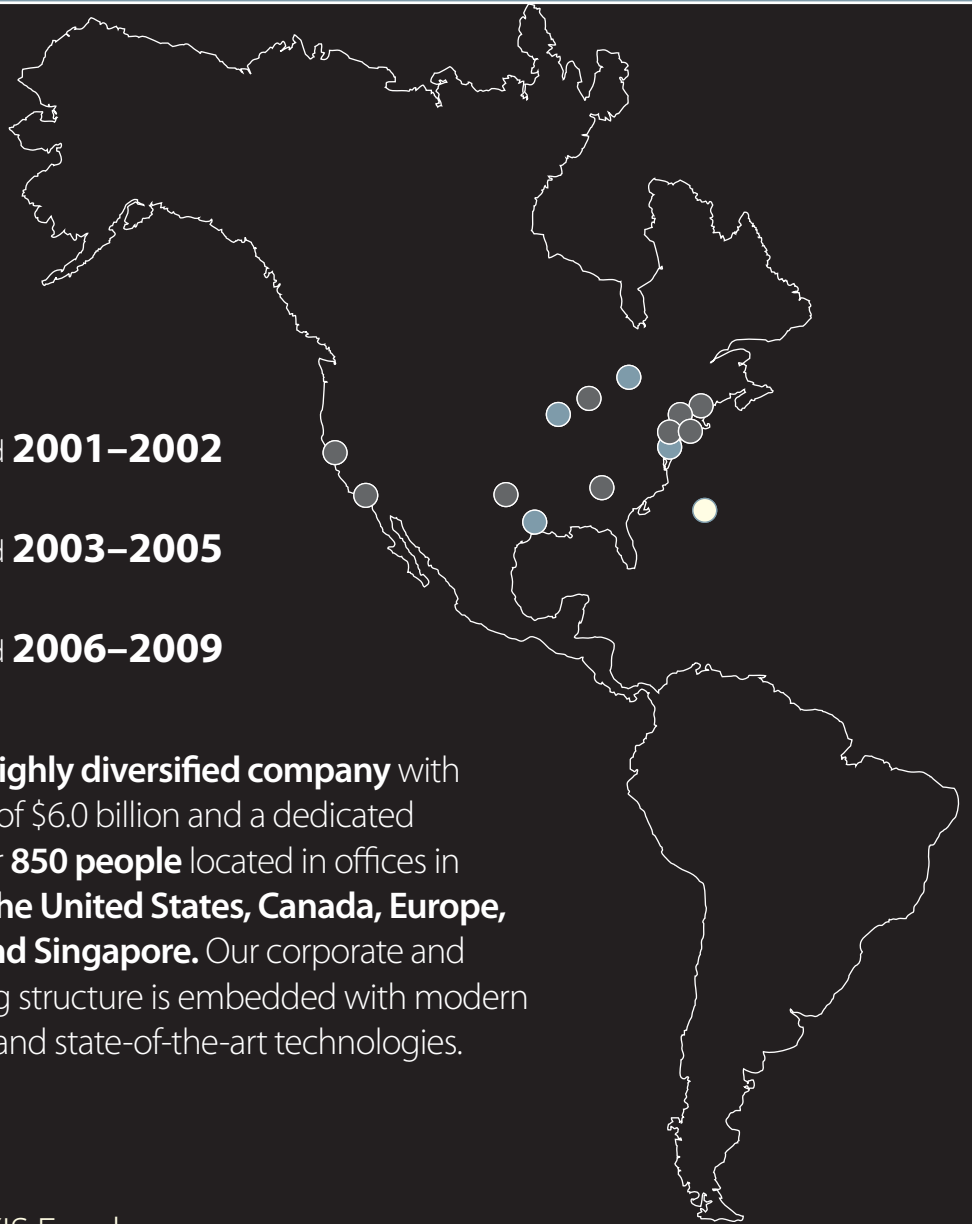 2001–2002
2003–2005
2006–2009
ighly diversified company with
of $6.0 billion and a dedicated
850 people located in offices in
he United States, Canada, Europe,
nd Singapore. Our corporate and
g structure is embedded with modern
and state-of-the-art technologies.